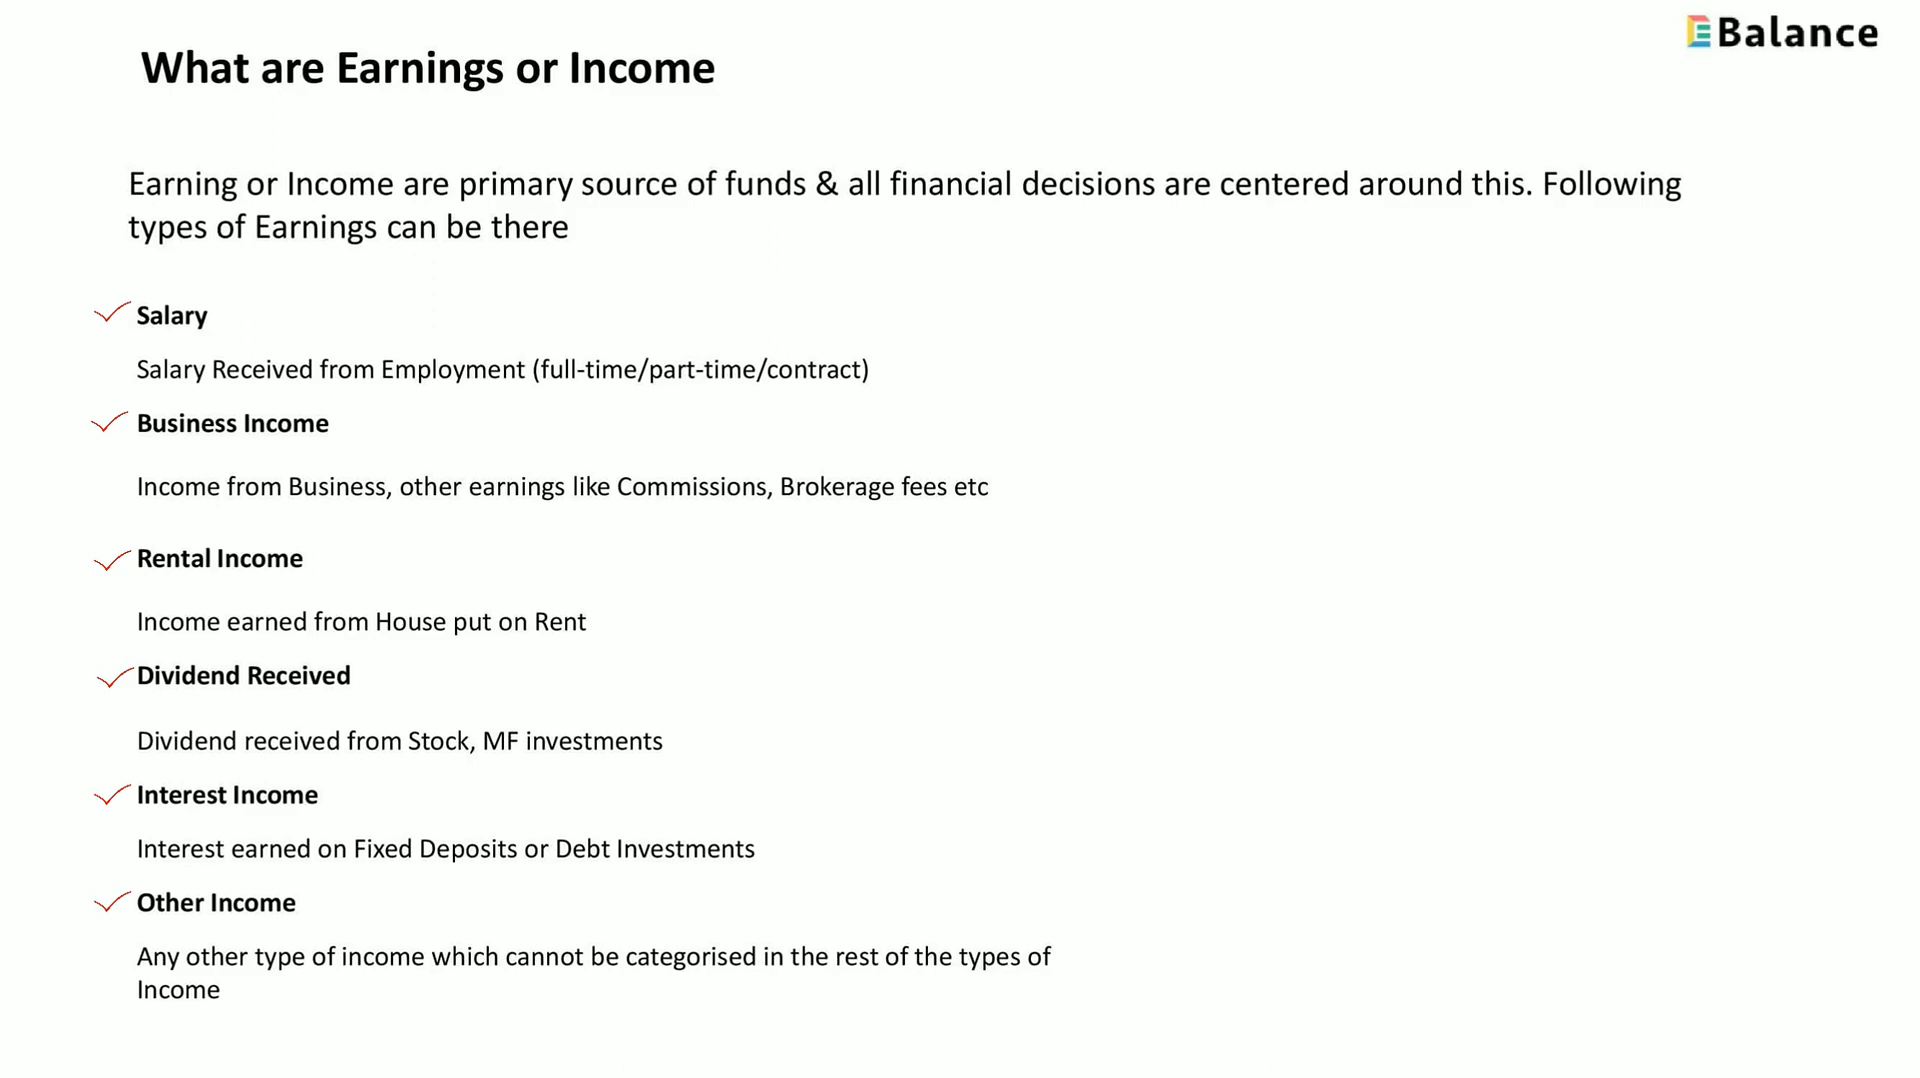 EBalance
What are Earnings or Income
Earning or Income are primary source of funds & all financial decisions are centered around this. Following
types of Earnings can be there
Salary
Salary Received from Employment (full-time/part-time/contract)
Business Income
Income from Business, other earnings like Commissions, Brokerage fees etc
Rental Income
Income earned from House put on Rent
Dividend Received
Dividend received from Stock, MF investments
Interest Income
Interest earned on Fixed Deposits or Debt Investments
Other Income
Any other type of income which cannot be categorised in the rest of the types of
Income